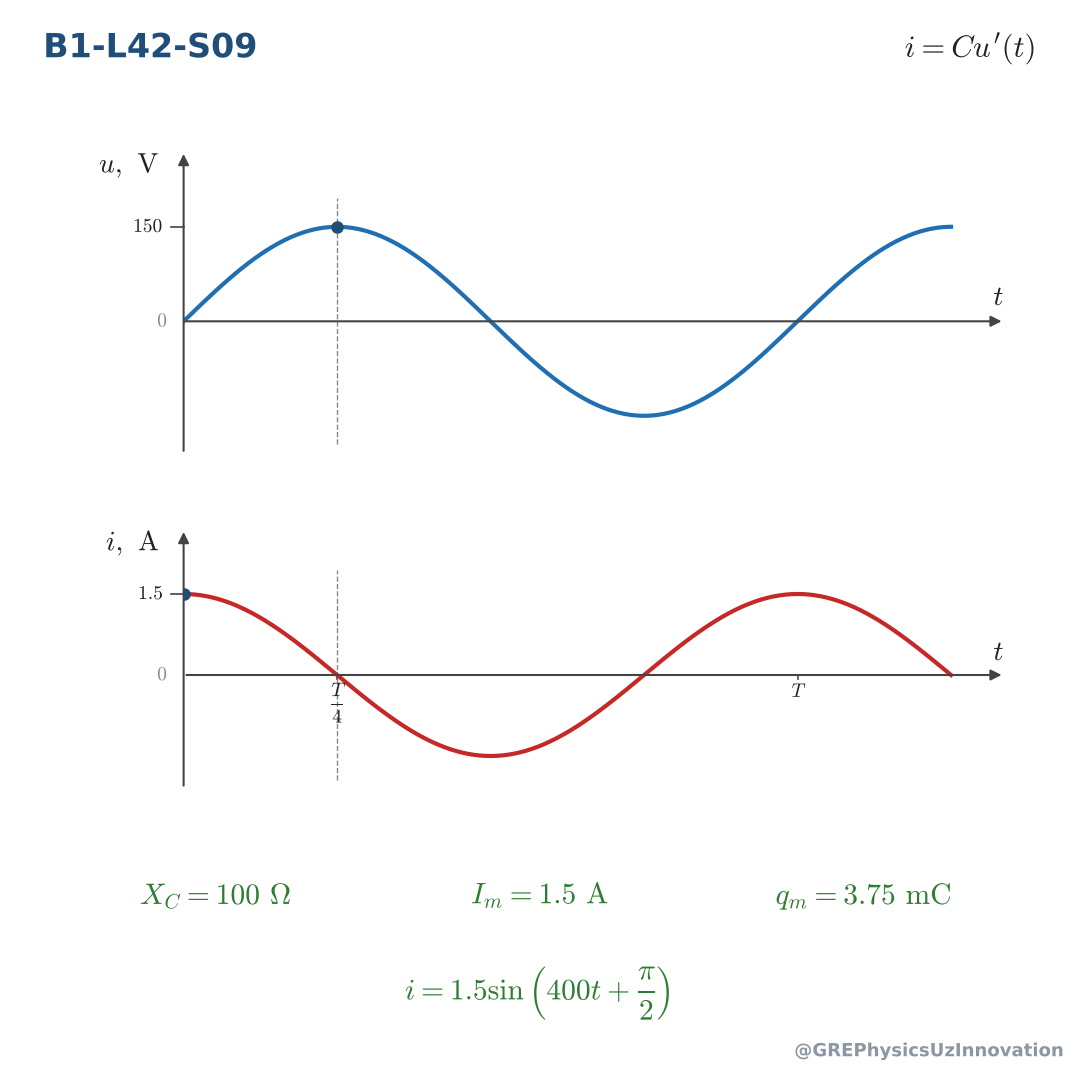 B1-L42-S09
i = Cu′(t)
u, V
150
0
t
i, A
1.5
0
t
T/4
T
X_C = 100 Ω
I_m = 1.5 A
q_m = 3.75 mC
i = 1.5sin(400t + π/2)
@GREPhysicsUzInnovation